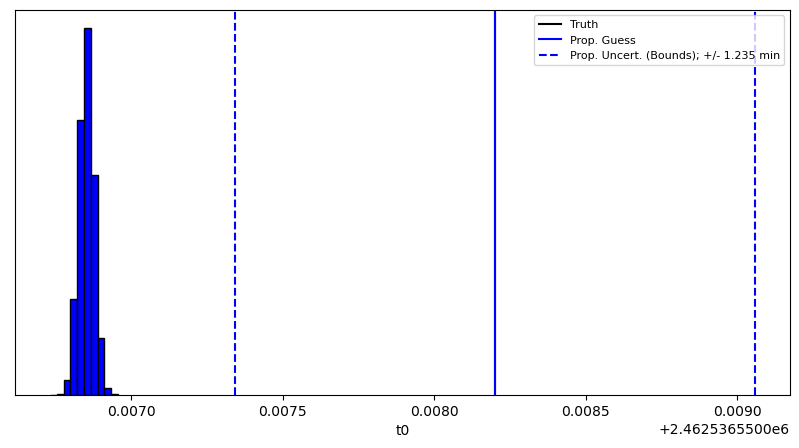 Truth
Prop. Guess
Prop. Uncert. (Bounds); +/- 1.235 min
0.0070 0.0075 0.0080 0.0085 0.0090
t0
+2.4625365500e6